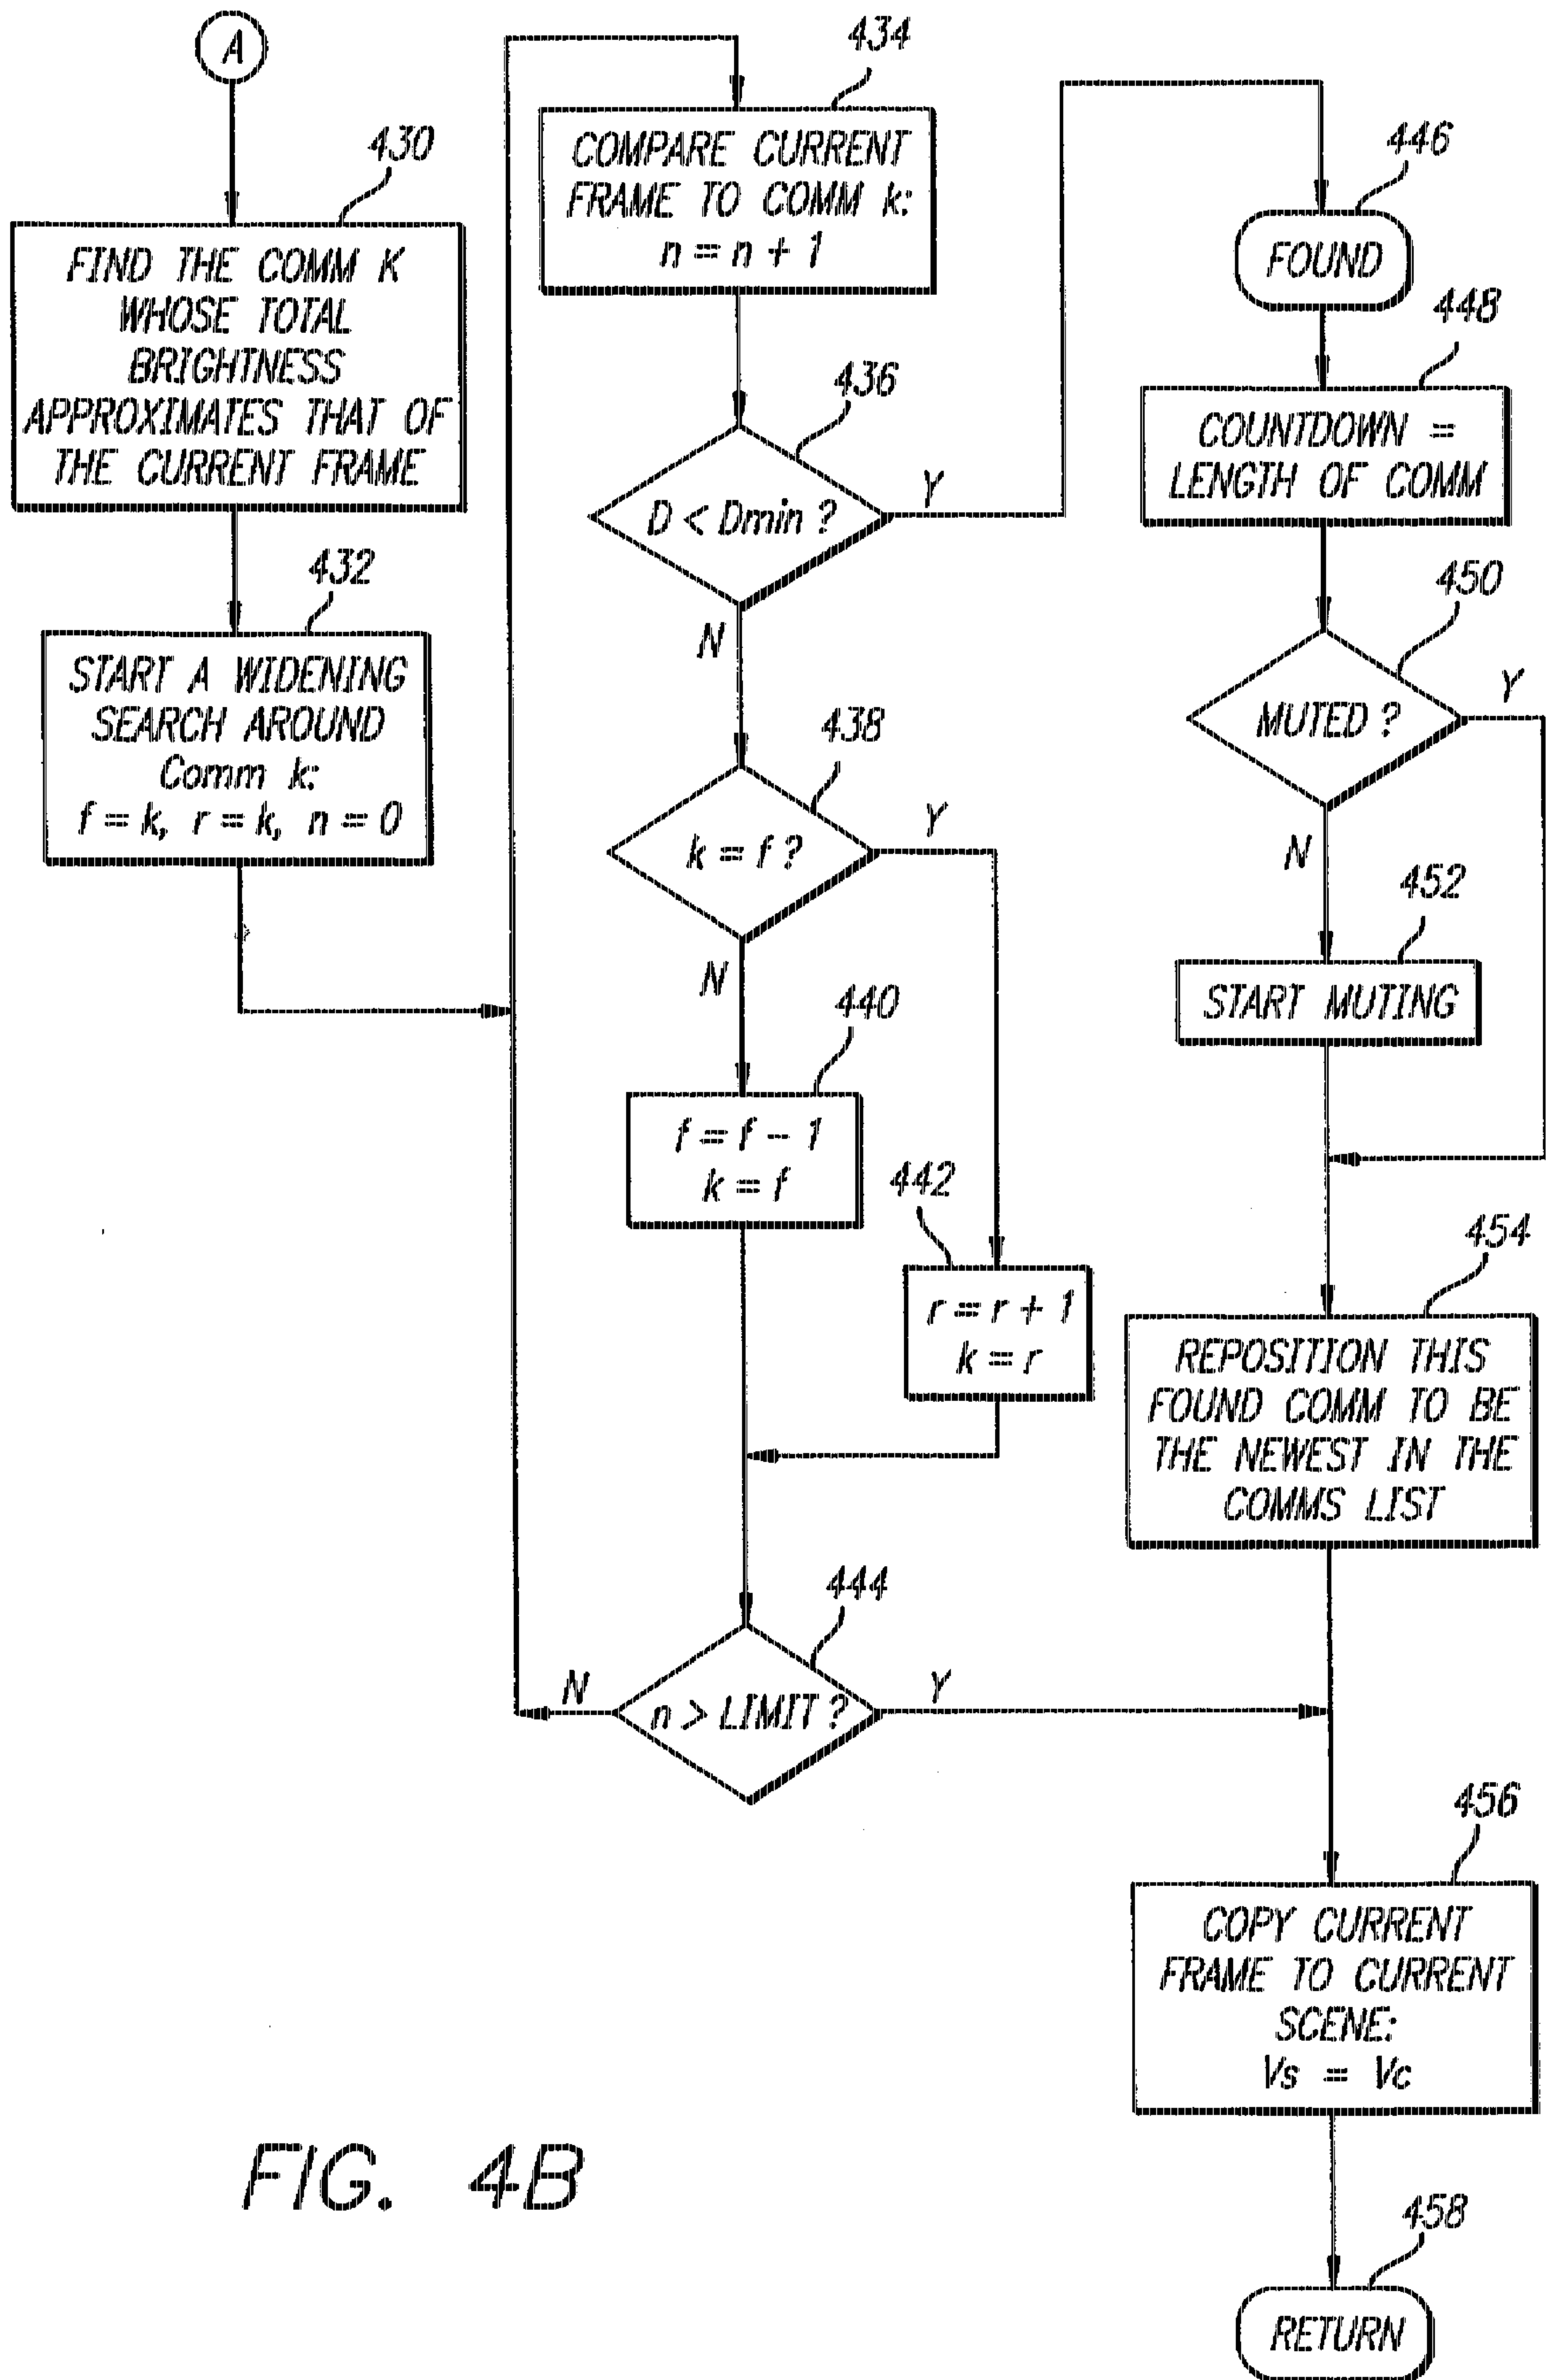 A
430
FIND THE COMM K
WHOSE TOTAL
BRIGHTNESS
APPROXIMATES THAT OF
THE CURRENT FRAME
432
START A WIDENING
SEARCH AROUND
Comm k:
f = k, r = k, n = 0
434
COMPARE CURRENT
FRAME TO COMM k:
n = n + 1
436
D < Dmin ?
Y
N
438
k = f ?
Y
N
440
f = f - 1
k = f
442
r = r + 1
k = r
444
n > LIMIT ?
N
Y
446
FOUND
448
COUNTDOWN =
LENGTH OF COMM
450
MUTED ?
Y
N
452
START MUTING
454
REPOSITION THIS
FOUND COMM TO BE
THE NEWEST IN THE
COMMS LIST
456
COPY CURRENT
FRAME TO CURRENT
SCENE:
Vs = Vc
458
RETURN
FIG. 4B